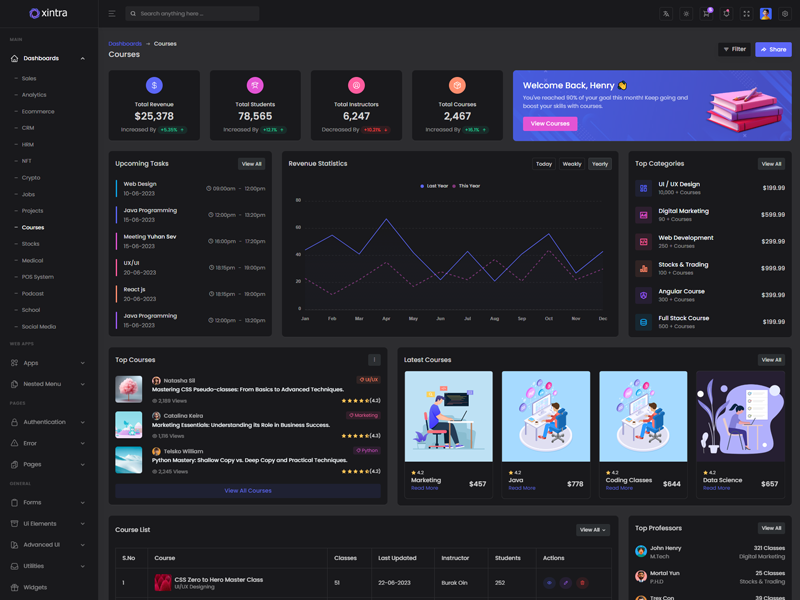 xintra
Search anything here ...
5
MAIN
Dashboards
Sales
Analytics
Ecommerce
CRM
HRM
NFT
Crypto
Jobs
Projects
Courses
Stocks
Medical
POS System
Podcast
School
Social Media
WEB APPS
Apps
Nested Menu
PAGES
Authentication
Error
Pages
GENERAL
Forms
UI Elements
Advanced UI
Utilities
Widgets
Dashboards → Courses
Courses
Filter
Share
Total Revenue
$25,378
Increased By +5.35%
Total Students
78,565
Increased By +12.1%
Total Instructors
6,247
Decreased By +10.21%
Total Courses
2,467
Increased By +16.1%
Welcome Back, Henry 👋
You've reached 90% of your goal this month! Keep going and
boost your skills with courses.
View Courses
Upcoming Tasks
View All
Web Design
10-06-2023
09:00am - 12:00pm
Java Programming
15-06-2023
12:00pm - 13:20pm
Meeting Yuhan Sev
15-06-2023
16:00pm - 17:20pm
UX/UI
20-06-2023
18:15pm - 19:00pm
React js
20-06-2023
18:15pm - 19:00pm
Java Programming
15-06-2023
12:00pm - 13:20pm
Revenue Statistics
Today
Weekly
Yearly
Last Year
This Year
80
60
40
20
0
Jan Feb Mar Apr May Jun Jul Aug Sep Oct Nov Dec
Top Categories
View All
UI / UX Design
10,000 + Courses
$199.99
Digital Marketing
90 + Courses
$599.99
Web Development
250 + Courses
$299.99
Stocks & Trading
100 + Courses
$999.99
Angular Course
300 + Courses
$399.99
Full Stack Course
500 + Courses
$199.99
Top Courses
Natasha Sil
UI/UX
Mastering CSS Pseudo-classes: From Basics to Advanced Techniques.
2,189 Views
(4.2)
Catalina Keira
Marketing
Marketing Essentials: Understanding its Role in Business Success.
1,116 Views
(4.3)
Teisko William
Python
Python Mastery: Shallow Copy vs. Deep Copy and Practical Techniques.
2,245 Views
(4.2)
View All Courses
Latest Courses
View All
4.2
Marketing
Read More
$457
4.2
Java
Read More
$778
4.2
Coding Classes
Read More
$644
4.2
Data Science
Read More
$657
Course List
View All
S.No Course Classes Last Updated Instructor Students Actions
1
CSS Zero to Hero Master Class
UI/UX Designing
51
22-06-2023
Burak Oin
252
Top Professors
View All
John Henry
M.Tech
321 Classes
Digital Marketing
Mortal Yun
P.H.D
25 Classes
Stocks & Trading
Trex Con
39 Classes